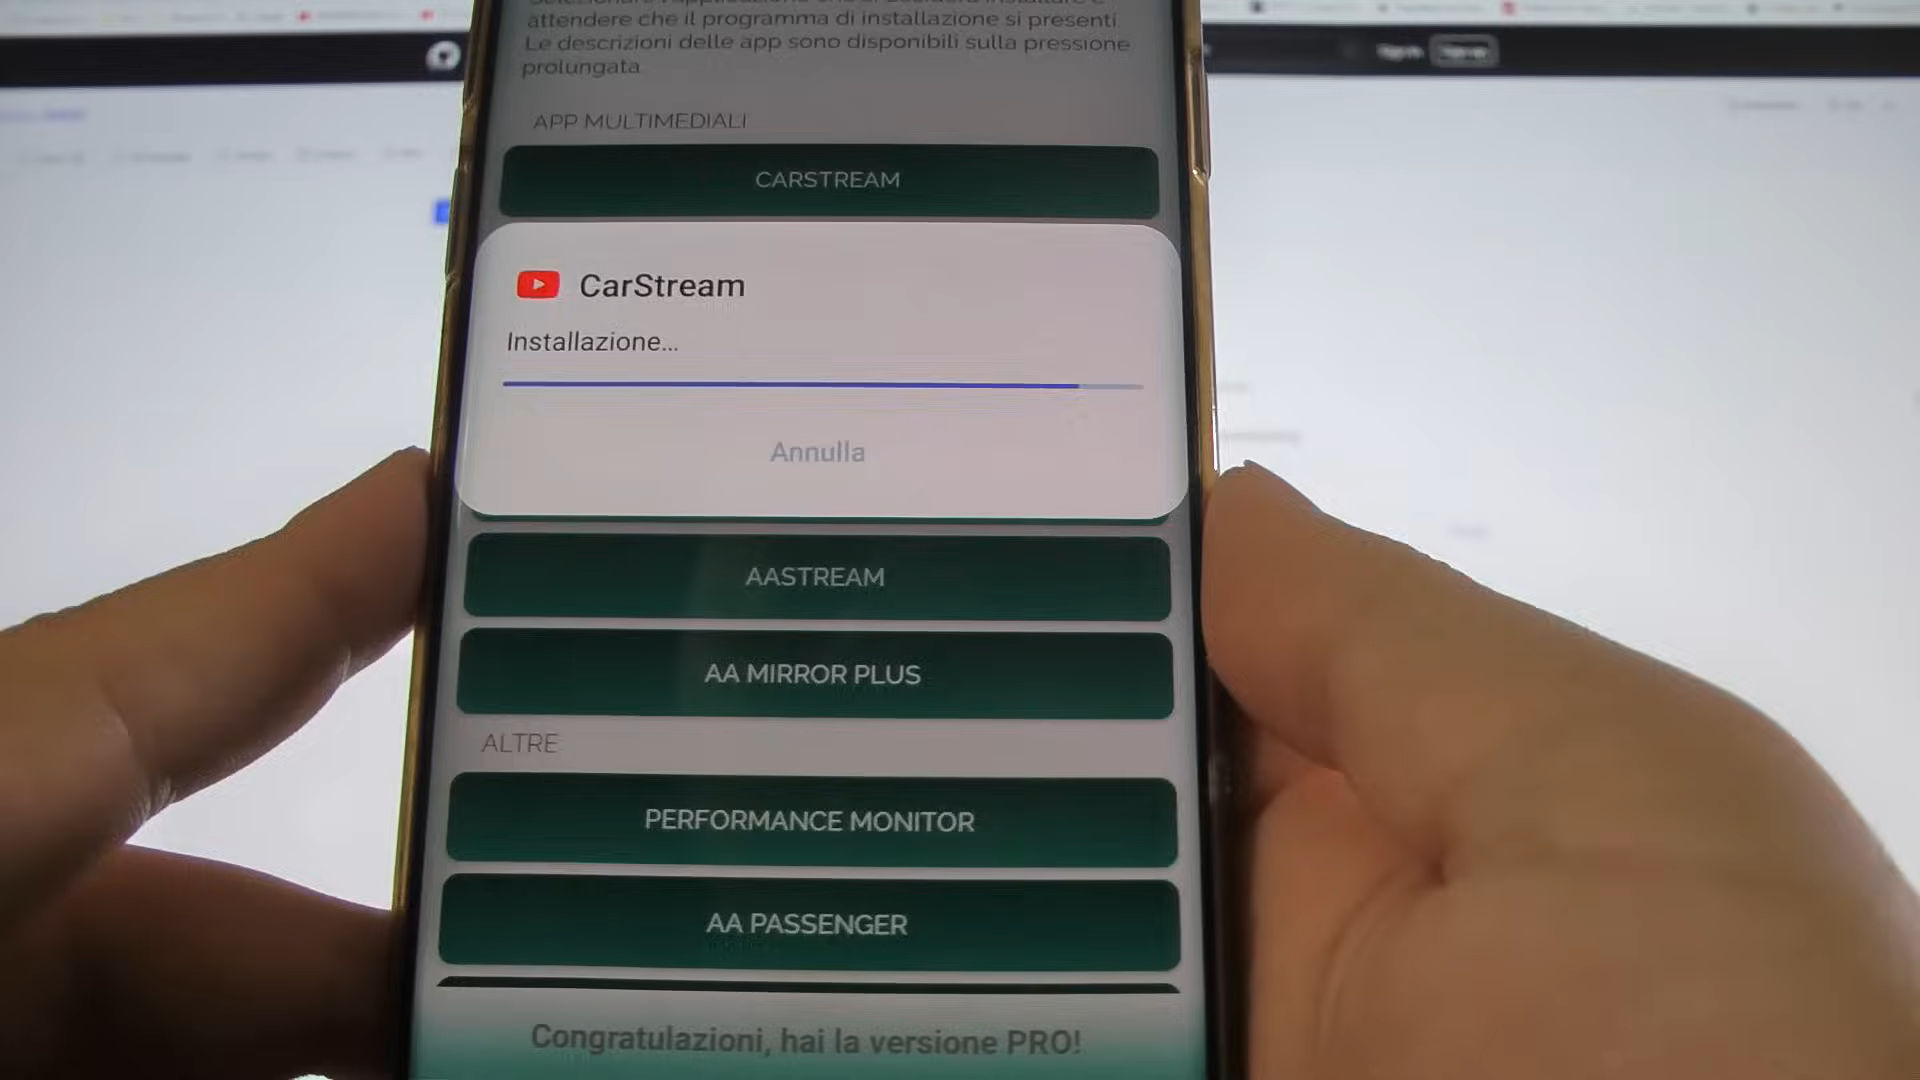 attendere che il programma di installazione si presenti.
Le descrizioni delle app sono disponibili sulla pressione
prolungata
APP MULTIMEDIALI
CARSTREAM
CarStream
Installazione...
Annulla
AASTREAM
AA MIRROR PLUS
ALTRE
PERFORMANCE MONITOR
AA PASSENGER
Congratulazioni, hai la versione PRO!